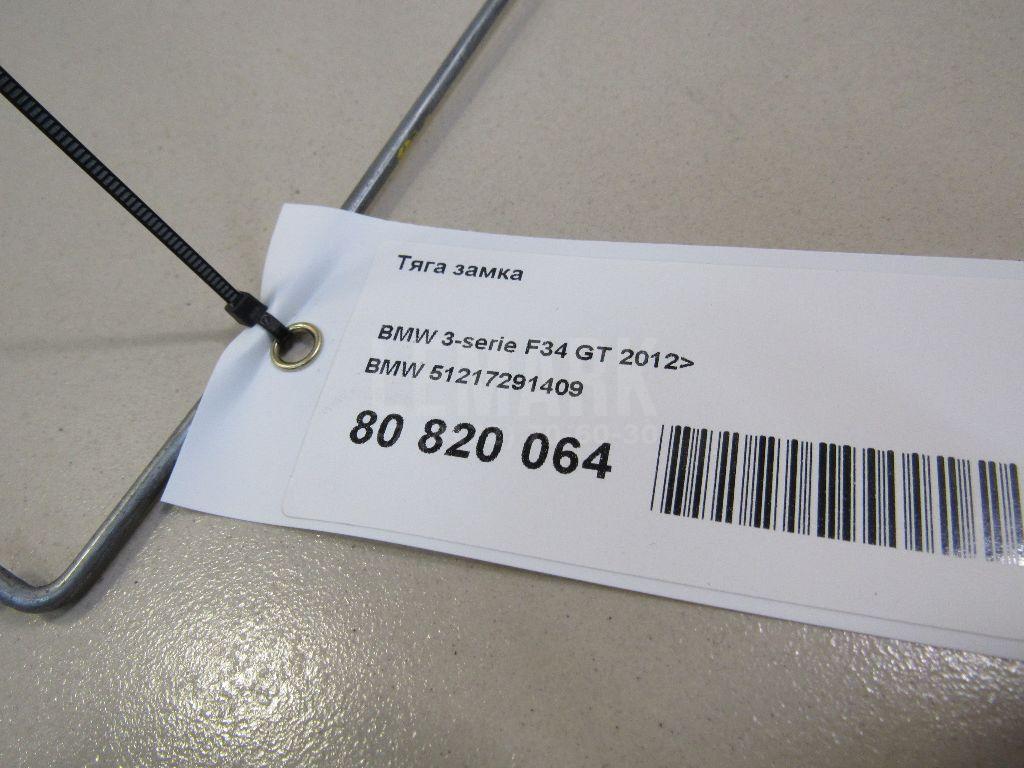 Тяга замка
BMW 3-serie F34 GT 2012>
BMW 51217291409
80 820 064